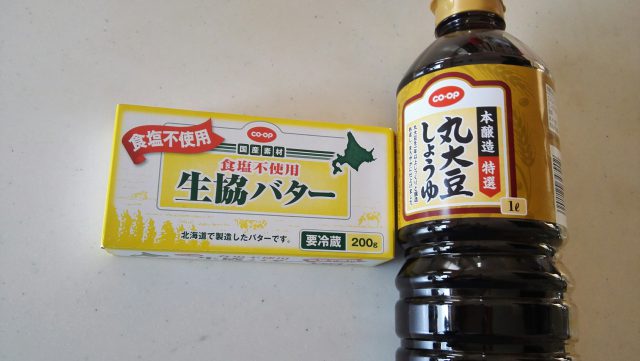 食塩不使用
CO·OP
国産素材
食塩不使用
生協バター
北海道で製造したバターです。
要冷蔵
200g
CO·OP
本醸造
特選
丸大豆
しょうゆ
1ℓ